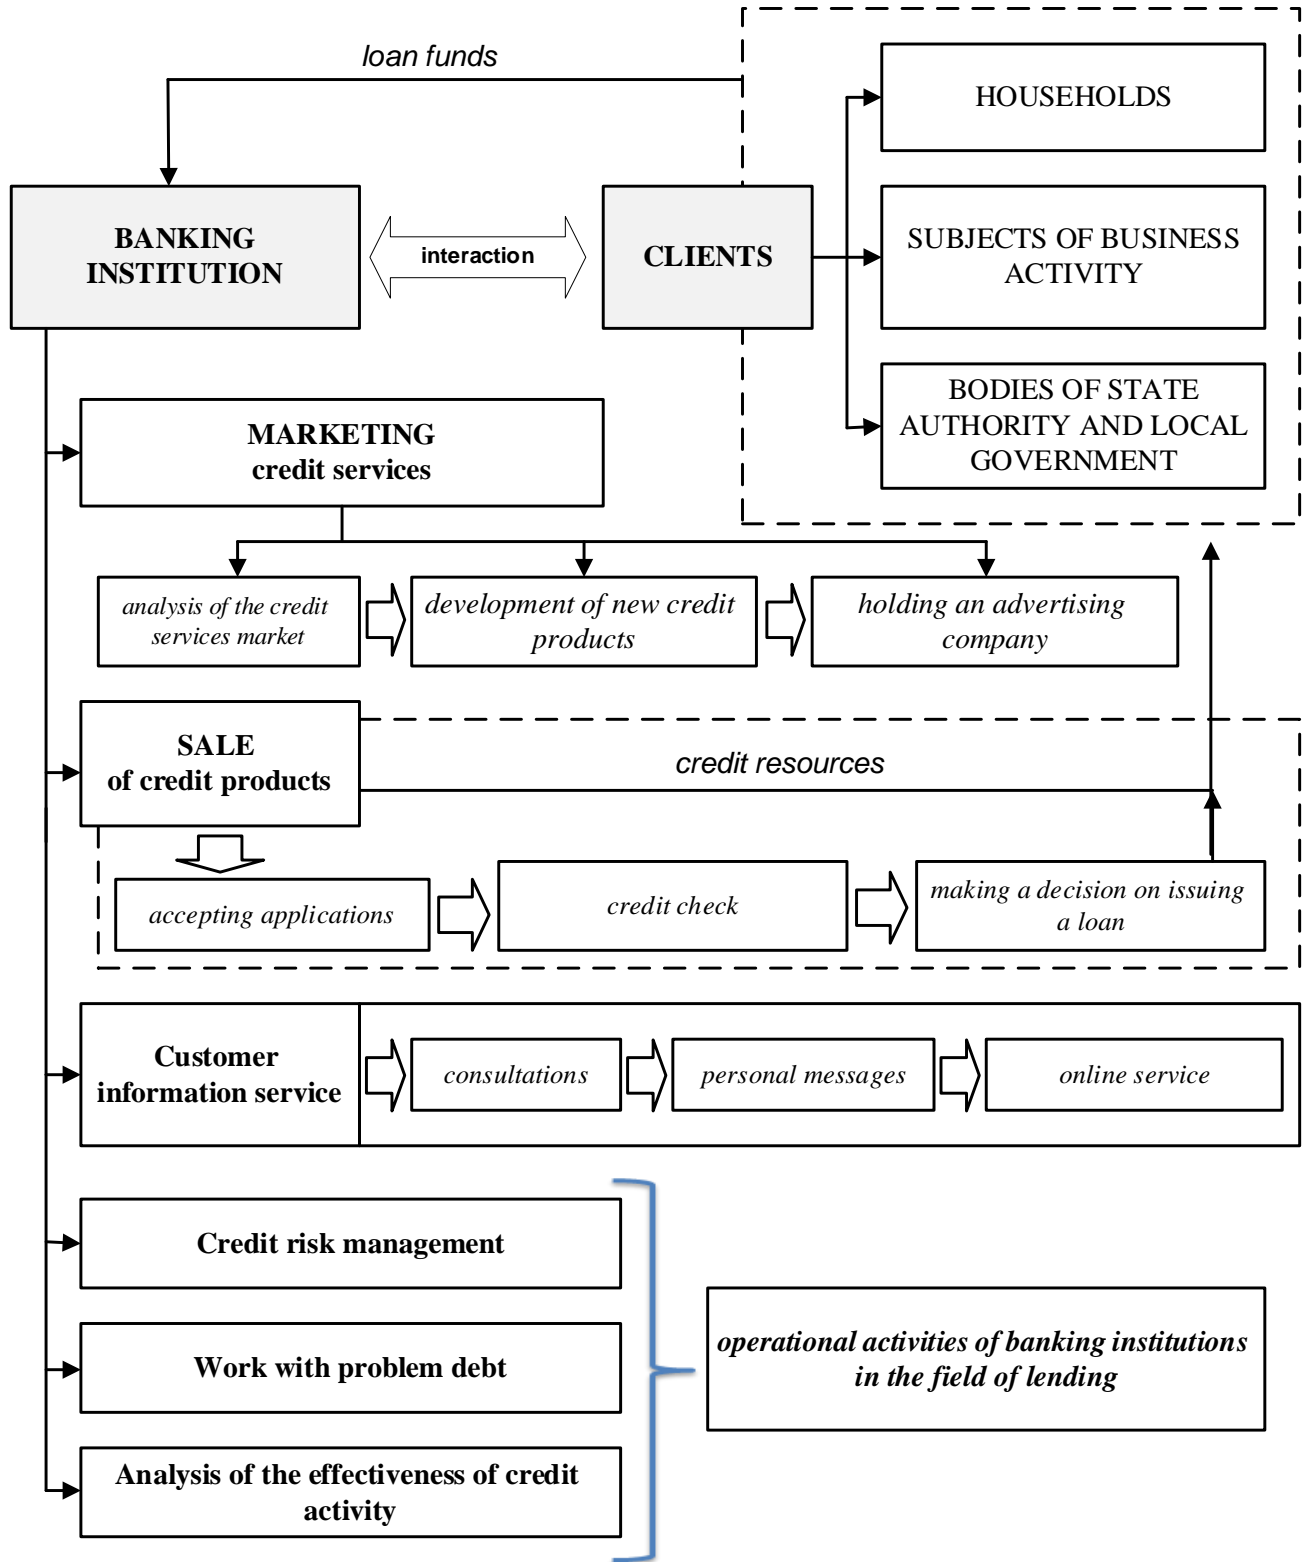 loan funds
HOUSEHOLDS
BANKING
INSTITUTION
interaction
CLIENTS
SUBJECTS OF BUSINESS
ACTIVITY
BODIES OF STATE
AUTHORITY AND LOCAL
GOVERNMENT
MARKETING
credit services
analysis of the credit
services market
development of new credit
products
holding an advertising
company
SALE
of credit products
credit resources
accepting applications
credit check
making a decision on issuing
a loan
Customer
information service
consultations
personal messages
online service
Credit risk management
Work with problem debt
Analysis of the effectiveness of credit
activity
operational activities of banking institutions
in the field of lending